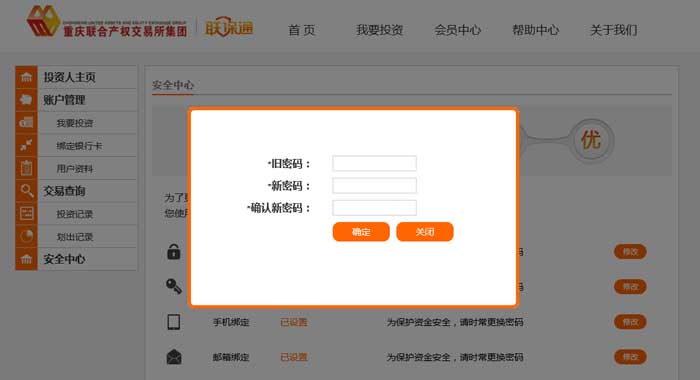 CHONGQING UNITED ASSETS AND EQUITY EXCHANGE GROUP
重庆联合产权交易所集团
联保通
首 页
我要投资
会员中心
帮助中心
关于我们
投资人主页
账户管理
我要投资
绑定银行卡
用户资料
交易查询
投资记录
划出记录
安全中心
安全中心
优
*旧密码：
*新密码：
*确认新密码：
确定 关闭
为了
您使用
码 修改
码 修改
手机绑定 已设置 为保护资金安全，请时常更换密码 修改
邮箱绑定 已设置 为保护资金安全，请时常更换密码 修改